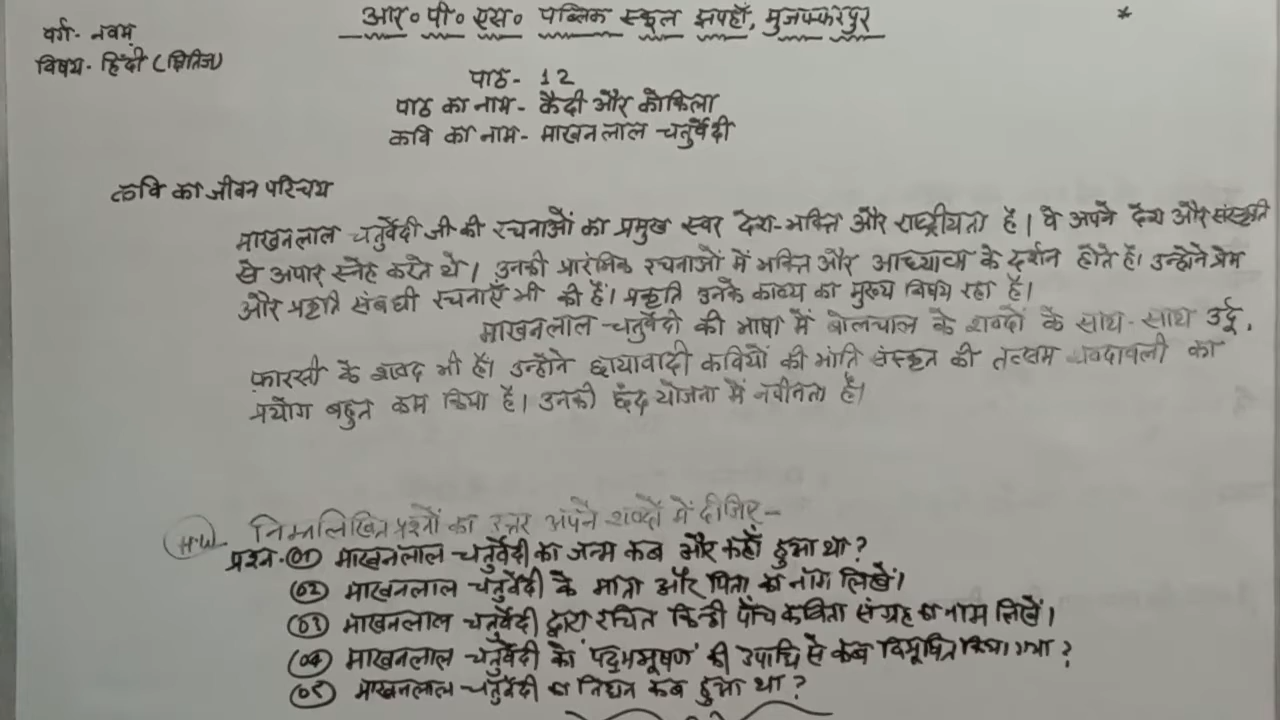 आर॰ पी॰ एस॰ पब्लिक स्कूल झपहाँ, मुजफ्फरपुर
*
वर्ग- नवम्
विषय- हिंदी (क्षितिज)
पाठ- 12
पाठ का नाम- कैदी और कोकिला
कवि का नाम- माखनलाल चतुर्वेदी
कवि का जीवन परिचय
माखनलाल चतुर्वेदी जी की रचनाओं का प्रमुख स्वर देश-भक्ति और राष्ट्रीयता है। वे अपने देश और संस्कृति
से अपार स्नेह करते थे। उनकी प्रारंभिक रचनाओं में भक्ति और आध्यात्म के दर्शन होते हैं। उन्होंने प्रेम
और प्रकृति संबंधी रचनाएँ भी की हैं। प्रकृति उनके काव्य का मुख्य विषय रहा है।
माखनलाल चतुर्वेदी की भाषा में बोलचाल के शब्दों के साथ-साथ उर्दू,
फ़ारसी के शब्द भी हैं। उन्होंने छायावादी कवियों की भांति संस्कृत की तत्सम शब्दावली का
प्रयोग बहुत कम किया है। उनकी छंद योजना में नवीनता है।
H.W. निम्नलिखित प्रश्नों का उत्तर अपने शब्दों में दीजिए-
प्रश्न- 01 माखनलाल चतुर्वेदी का जन्म कब और कहाँ हुआ था?
02 माखनलाल चतुर्वेदी के माता और पिता का नाम लिखें।
03 माखनलाल चतुर्वेदी द्वारा रचित किन्ही पाँच कविता संग्रह का नाम लिखें।
04 माखनलाल चतुर्वेदी को 'पद्मभूषण' की उपाधि से कब विभूषित किया गया?
05 माखनलाल चतुर्वेदी का निधन कब हुआ था?